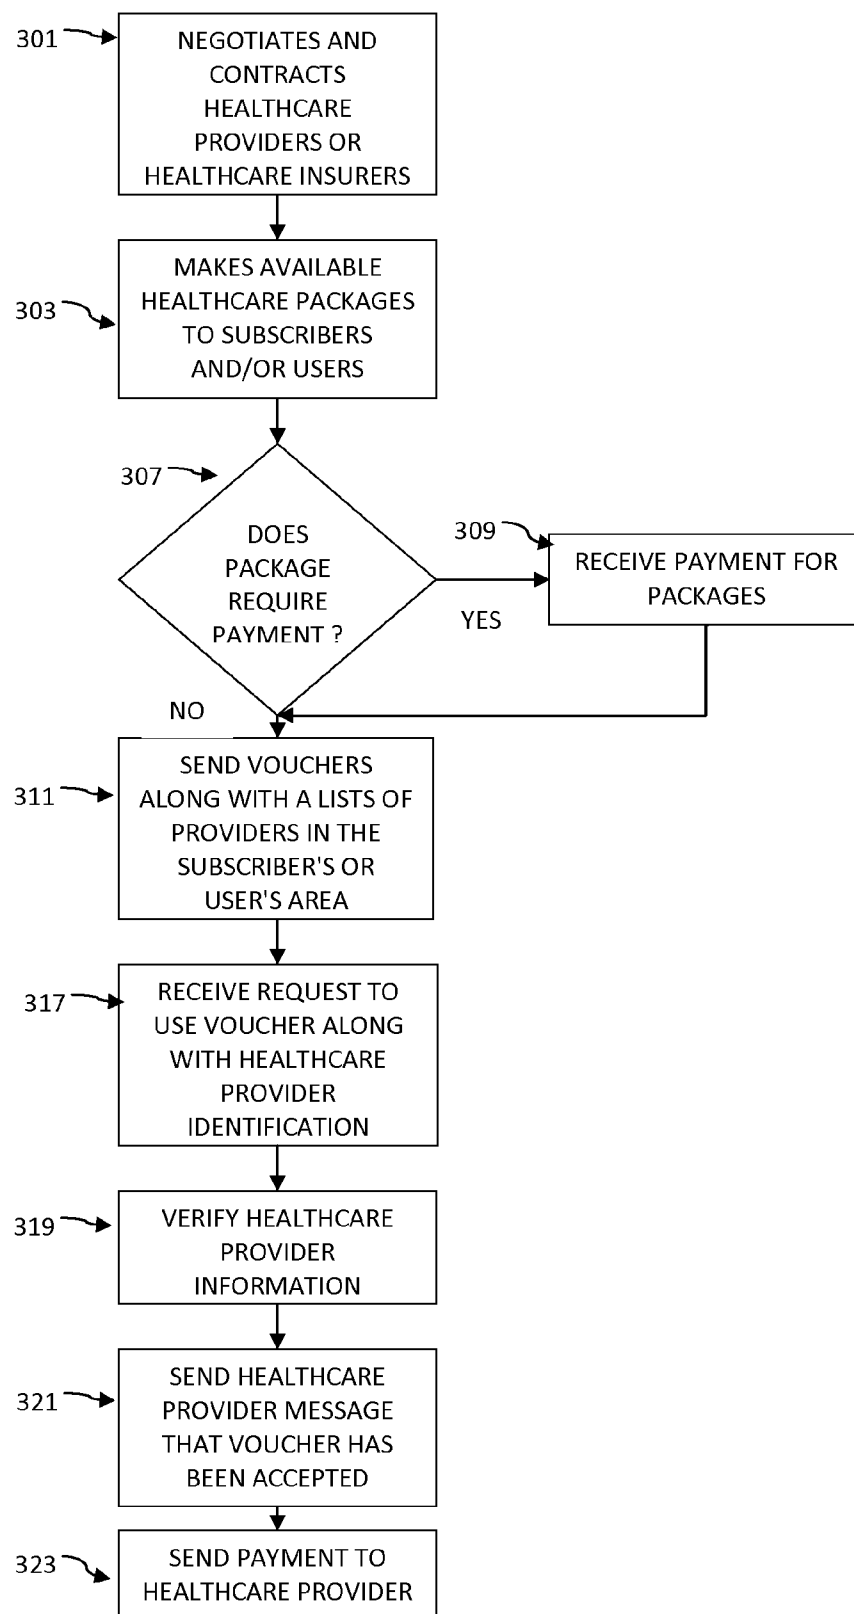 301
NEGOTIATES AND
CONTRACTS
HEALTHCARE
PROVIDERS OR
HEALTHCARE INSURERS
303
MAKES AVAILABLE
HEALTHCARE PACKAGES
TO SUBSCRIBERS
AND/OR USERS
307
DOES
PACKAGE
REQUIRE
PAYMENT ?
YES
309
RECEIVE PAYMENT FOR
PACKAGES
NO
311
SEND VOUCHERS
ALONG WITH A LISTS OF
PROVIDERS IN THE
SUBSCRIBER'S OR
USER'S AREA
317
RECEIVE REQUEST TO
USE VOUCHER ALONG
WITH HEALTHCARE
PROVIDER
IDENTIFICATION
319
VERIFY HEALTHCARE
PROVIDER
INFORMATION
321
SEND HEALTHCARE
PROVIDER MESSAGE
THAT VOUCHER HAS
BEEN ACCEPTED
323
SEND PAYMENT TO
HEALTHCARE PROVIDER